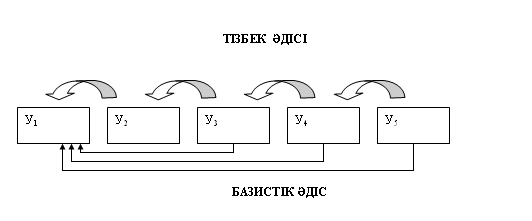 ТІЗБЕК ӘДІСІ
У₁ У₂ У₃ У₄ У₅
БАЗИСТІК ӘДІС